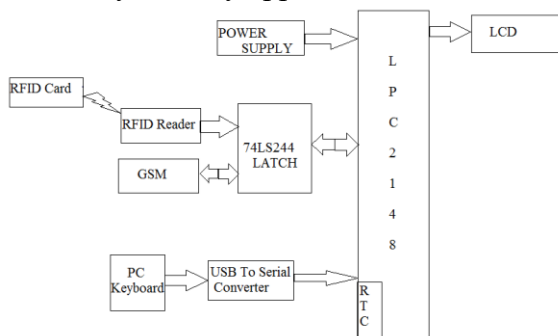 POWER
SUPPLY
LCD
RFID Card
RFID Reader
74LS244
LATCH
GSM
PC
Keyboard
USB To Serial
Converter
L
P
C
2
1
4
8
R
T
C